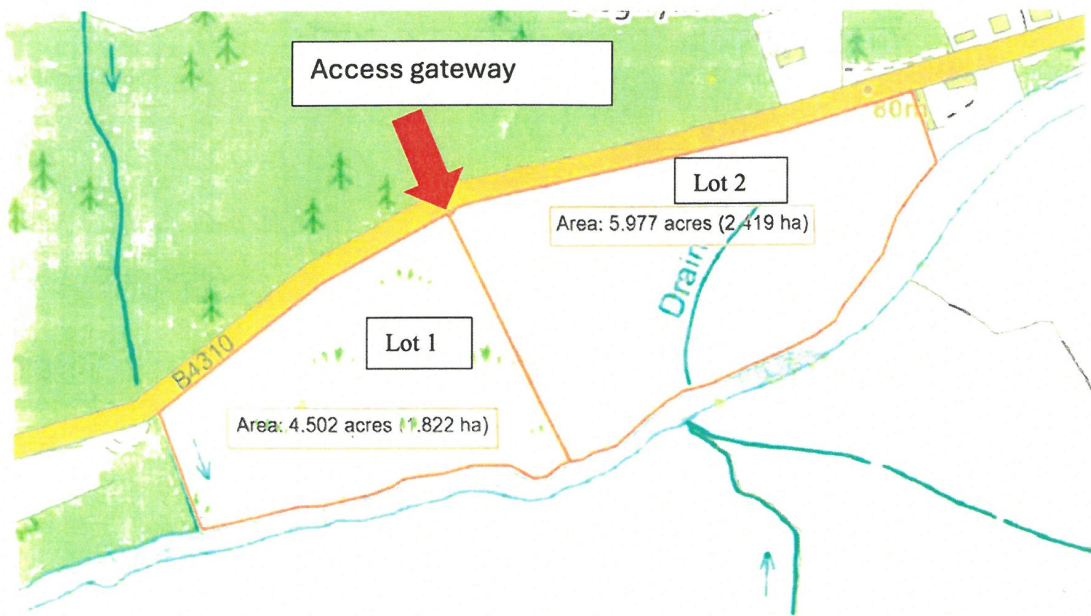 Access gateway
80m
Lot 2
Area: 5.977 acres (2.419 ha)
Drain
B4310
Lot 1
Area: 4.502 acres (1.822 ha)